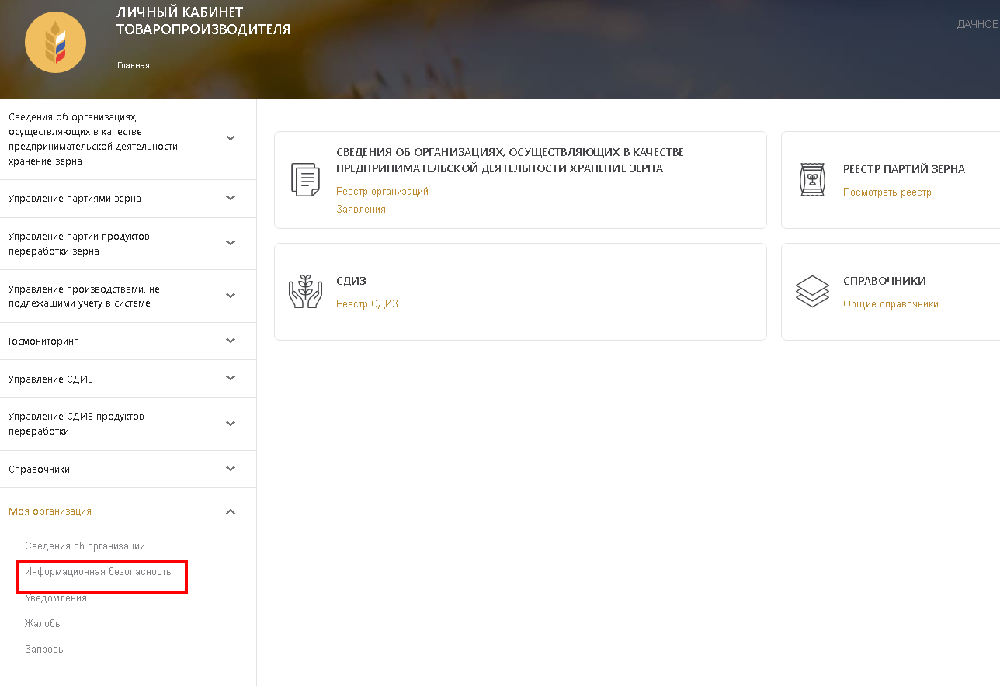 ЛИЧНЫЙ КАБИНЕТ
ТОВАРОПРОИЗВОДИТЕЛЯ
ДАЧНОЕ
Главная
Сведения об организациях,
осуществляющих в качестве
предпринимательской деятельности
хранение зерна
Управление партиями зерна
Управление партии продуктов
переработки зерна
Управление производствами, не
подлежащими учету в системе
Госмониторинг
Управление СДИЗ
Управление СДИЗ продуктов
переработки
Справочники
Моя организация
Сведения об организации
Информационная безопасность
Уведомления
Жалобы
Запросы
СВЕДЕНИЯ ОБ ОРГАНИЗАЦИЯХ, ОСУЩЕСТВЛЯЮЩИХ В КАЧЕСТВЕ
ПРЕДПРИНИМАТЕЛЬСКОЙ ДЕЯТЕЛЬНОСТИ ХРАНЕНИЕ ЗЕРНА
Реестр организаций
Заявления
РЕЕСТР ПАРТИЙ ЗЕРНА
Посмотреть реестр
СДИЗ
Реестр СДИЗ
СПРАВОЧНИКИ
Общие справочники